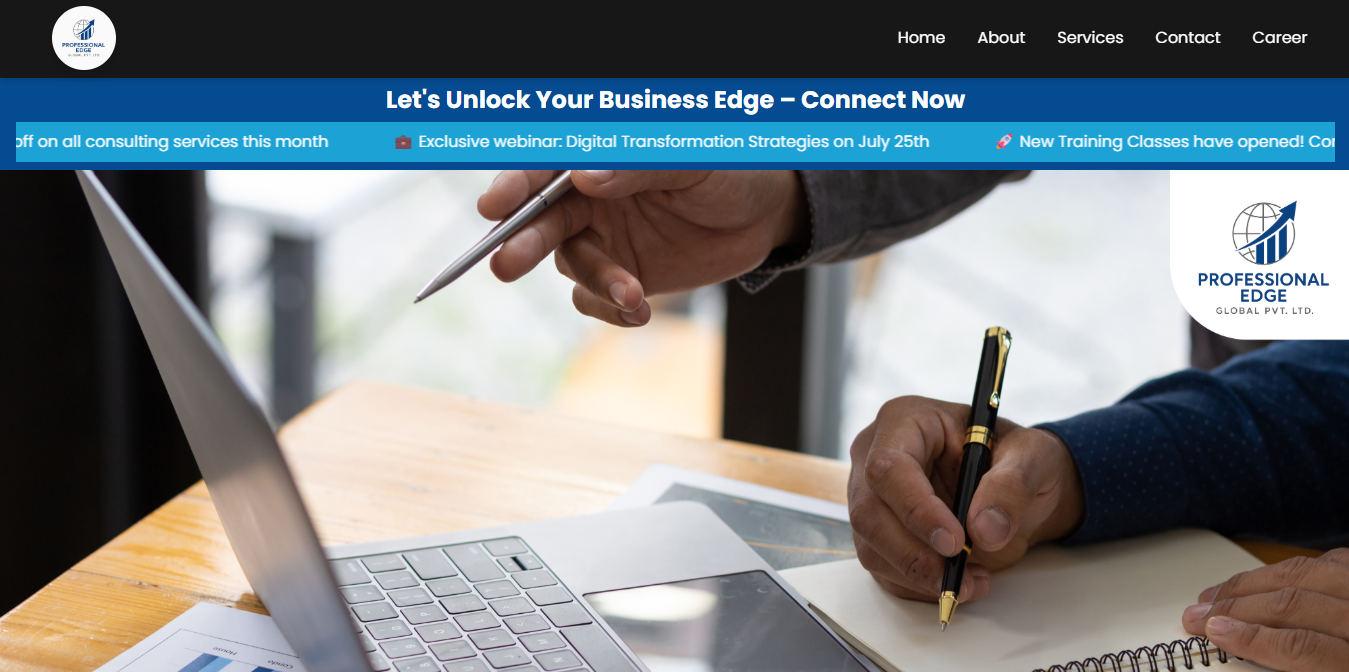 PROFESSIONAL
EDGE
GLOBAL PVT. LTD.
Home About Services Contact Career
Let's Unlock Your Business Edge – Connect Now
off on all consulting services this month 💼 Exclusive webinar: Digital Transformation Strategies on July 25th 🚀 New Training Classes have opened!
PROFESSIONAL
EDGE
GLOBAL PVT. LTD.